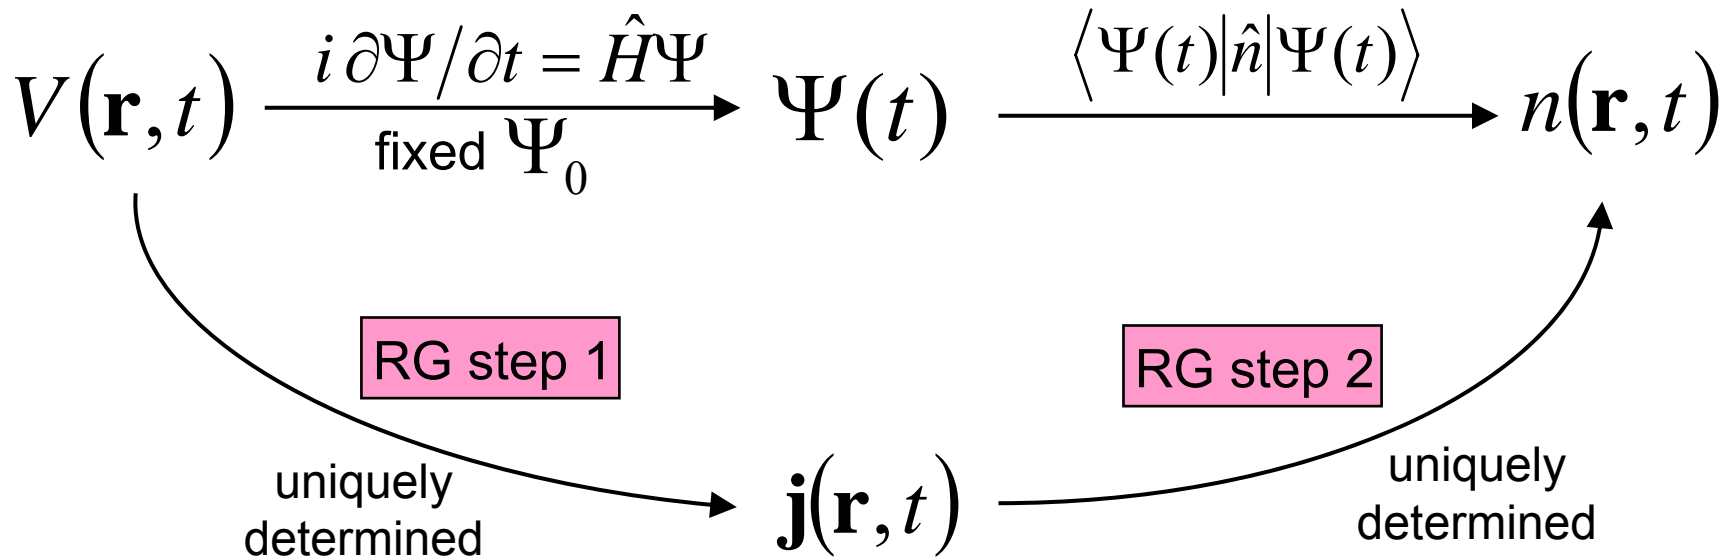 V(𝐫,t)
i ∂Ψ/∂t = ĤΨ
fixed Ψ₀
Ψ(t)
⟨Ψ(t)|n̂|Ψ(t)⟩
n(𝐫,t)
RG step 1
RG step 2
uniquely
determined
𝐣(𝐫,t)
uniquely
determined